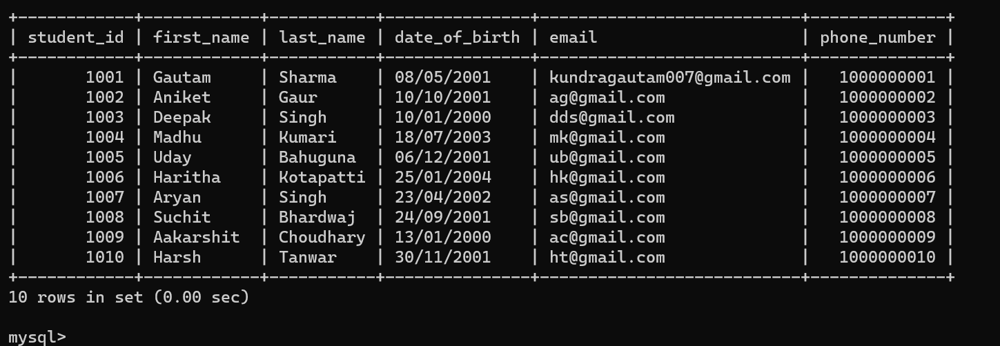 +------------+------------+-----------+---------------+---------------------------+--------------+
| student_id | first_name | last_name | date_of_birth | email                     | phone_number |
+------------+------------+-----------+---------------+---------------------------+--------------+
|       1001 | Gautam     | Sharma    | 08/05/2001    | kundragautam007@gmail.com |   1000000001 |
|       1002 | Aniket     | Gaur      | 10/10/2001    | ag@gmail.com              |   1000000002 |
|       1003 | Deepak     | Singh     | 10/01/2000    | dds@gmail.com             |   1000000003 |
|       1004 | Madhu      | Kumari    | 18/07/2003    | mk@gmail.com              |   1000000004 |
|       1005 | Uday       | Bahuguna  | 06/12/2001    | ub@gmail.com              |   1000000005 |
|       1006 | Haritha    | Kotapatti | 25/01/2004    | hk@gmail.com              |   1000000006 |
|       1007 | Aryan      | Singh     | 23/04/2002    | as@gmail.com              |   1000000007 |
|       1008 | Suchit     | Bhardwaj  | 24/09/2001    | sb@gmail.com              |   1000000008 |
|       1009 | Aakarshit  | Choudhary | 13/01/2000    | ac@gmail.com              |   1000000009 |
|       1010 | Harsh      | Tanwar    | 30/11/2001    | ht@gmail.com              |   1000000010 |
+------------+------------+-----------+---------------+---------------------------+--------------+
10 rows in set (0.00 sec)
mysql>